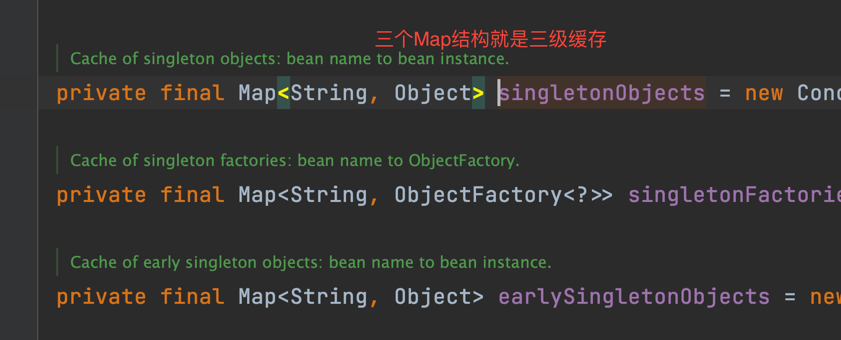 三个Map结构就是三级缓存
Cache of singleton objects: bean name to bean instance.
private final Map<String, Object> singletonObjects = new Conc
Cache of singleton factories: bean name to ObjectFactory.
private final Map<String, ObjectFactory<?>> singletonFactorie
Cache of early singleton objects: bean name to bean instance.
private final Map<String, Object> earlySingletonObjects = new